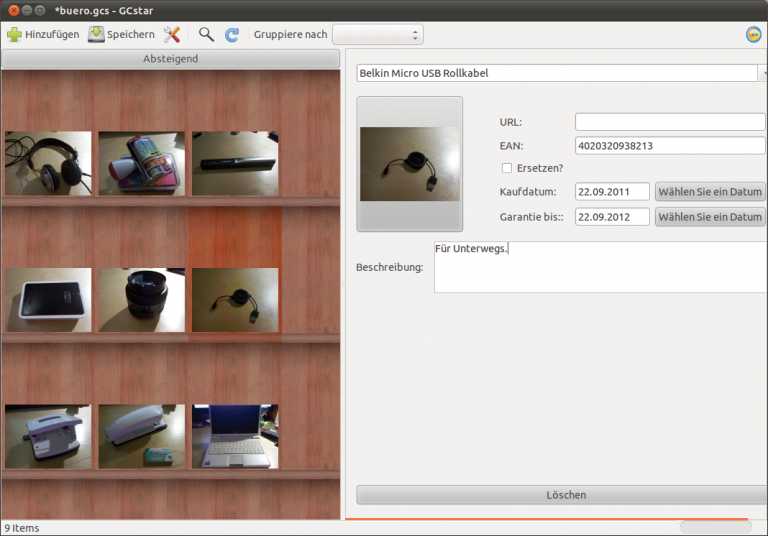 *buero.gcs - GCstar
Hinzufügen Speichern Gruppiere nach
Absteigend
Belkin Micro USB Rollkabel
URL:
EAN: 4020320938213
Ersetzen?
Kaufdatum: 22.09.2011 Wählen Sie ein Datum
Garantie bis:: 22.09.2012 Wählen Sie ein Datum
Beschreibung: Für Unterwegs.
Löschen
9 Items